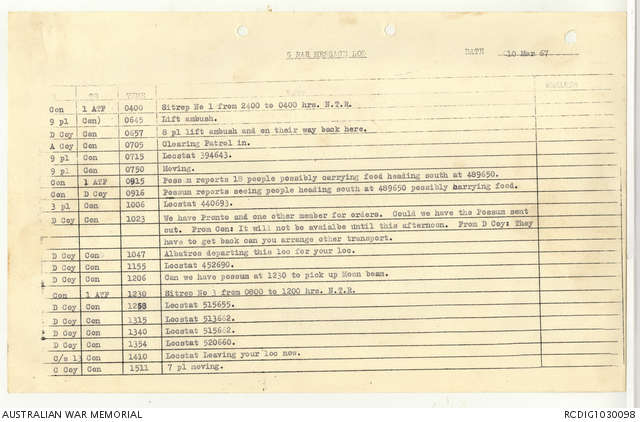 5 RAR MESSAGE LOG DATE 10 Mar 67
TO TIME
Con 1 ATF 0400 Sitrep No 1 from 2400 to 0400 hrs. N.T.R.
9 pl Con) 0645 Lift ambush.
D Coy Con 0657 8 pl lift ambush and on their way back here.
A Coy Con 0705 Clearing Patrol in.
9 pl Con 0715 Locstat 394643.
9 pl Con 0750 Moving.
Con 1 ATF 0915 Poss m reports 18 people possibly carrying food heading south at 489650.
Con D Coy 0916 Possum reports seeing people heading south at 489650 possibly carrying food.
3 pl Con 1006 Locstat 440693.
D Coy Con 1023 We have Pronto and one other member for orders. Could we have the Possum sent
out. From Con: It will not be avaialbe until this afternoon. From D Coy: They
have to get back can you arrange other transport.
D Coy Con 1047 Albatros departing this loc for your loc.
D Coy Con 1155 Locstat 452690.
D Coy Con 1206 Can we have possum at 1230 to pick up Moon beam.
Con 1 ATF 1230 Sitrep No 3 from 0800 to 1200 hrs. N.T.R.
D Coy Con 1258 Locstat 515655.
D Coy Con 1315 Locstat 513662.
D Coy Con 1340 Locstat 515662.
D Coy Con 1354 Locstat 520660.
C/s 13 Con 1410 Locstat Leaving your loc now.
C Coy Con 1511 7 pl moving.
AUSTRALIAN WAR MEMORIAL RCDIG1030098